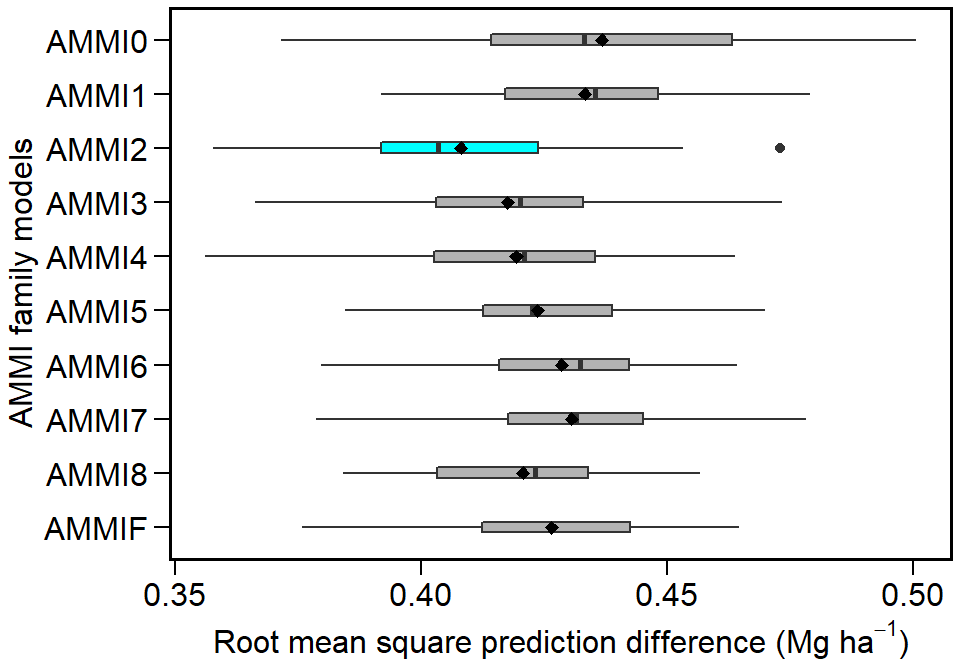 AMMI family models
AMMI0
AMMI1
AMMI2
AMMI3
AMMI4
AMMI5
AMMI6
AMMI7
AMMI8
AMMIF
0.35 0.40 0.45 0.50
Root mean square prediction difference (Mg ha⁻¹)